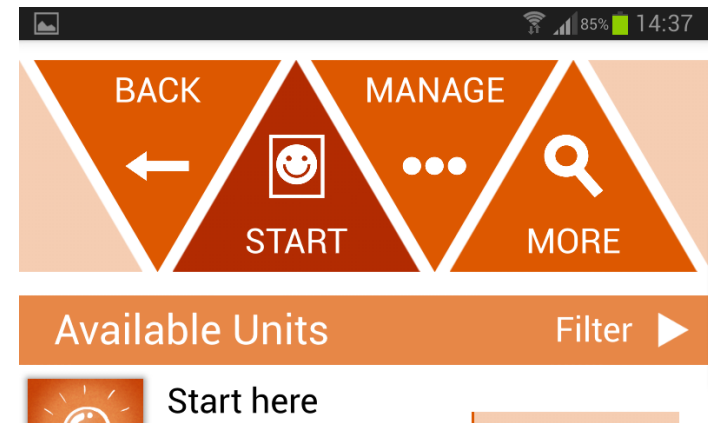 85% 14:37
BACK MANAGE
START MORE
Available Units Filter
Start here